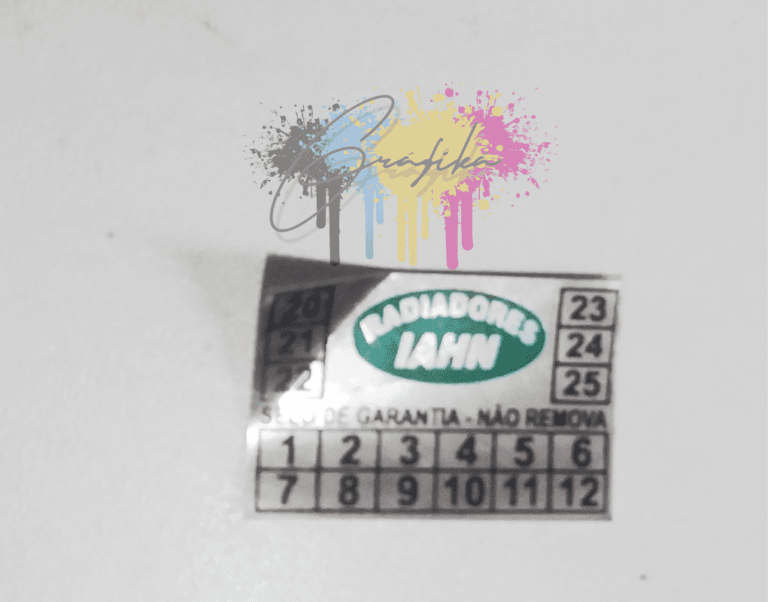 Gráfika
20
21
22
RADIADORES
IAHN
23
24
25
SELO DE GARANTIA - NÃO REMOVA
1 2 3 4 5 6
7 8 9 10 11 12